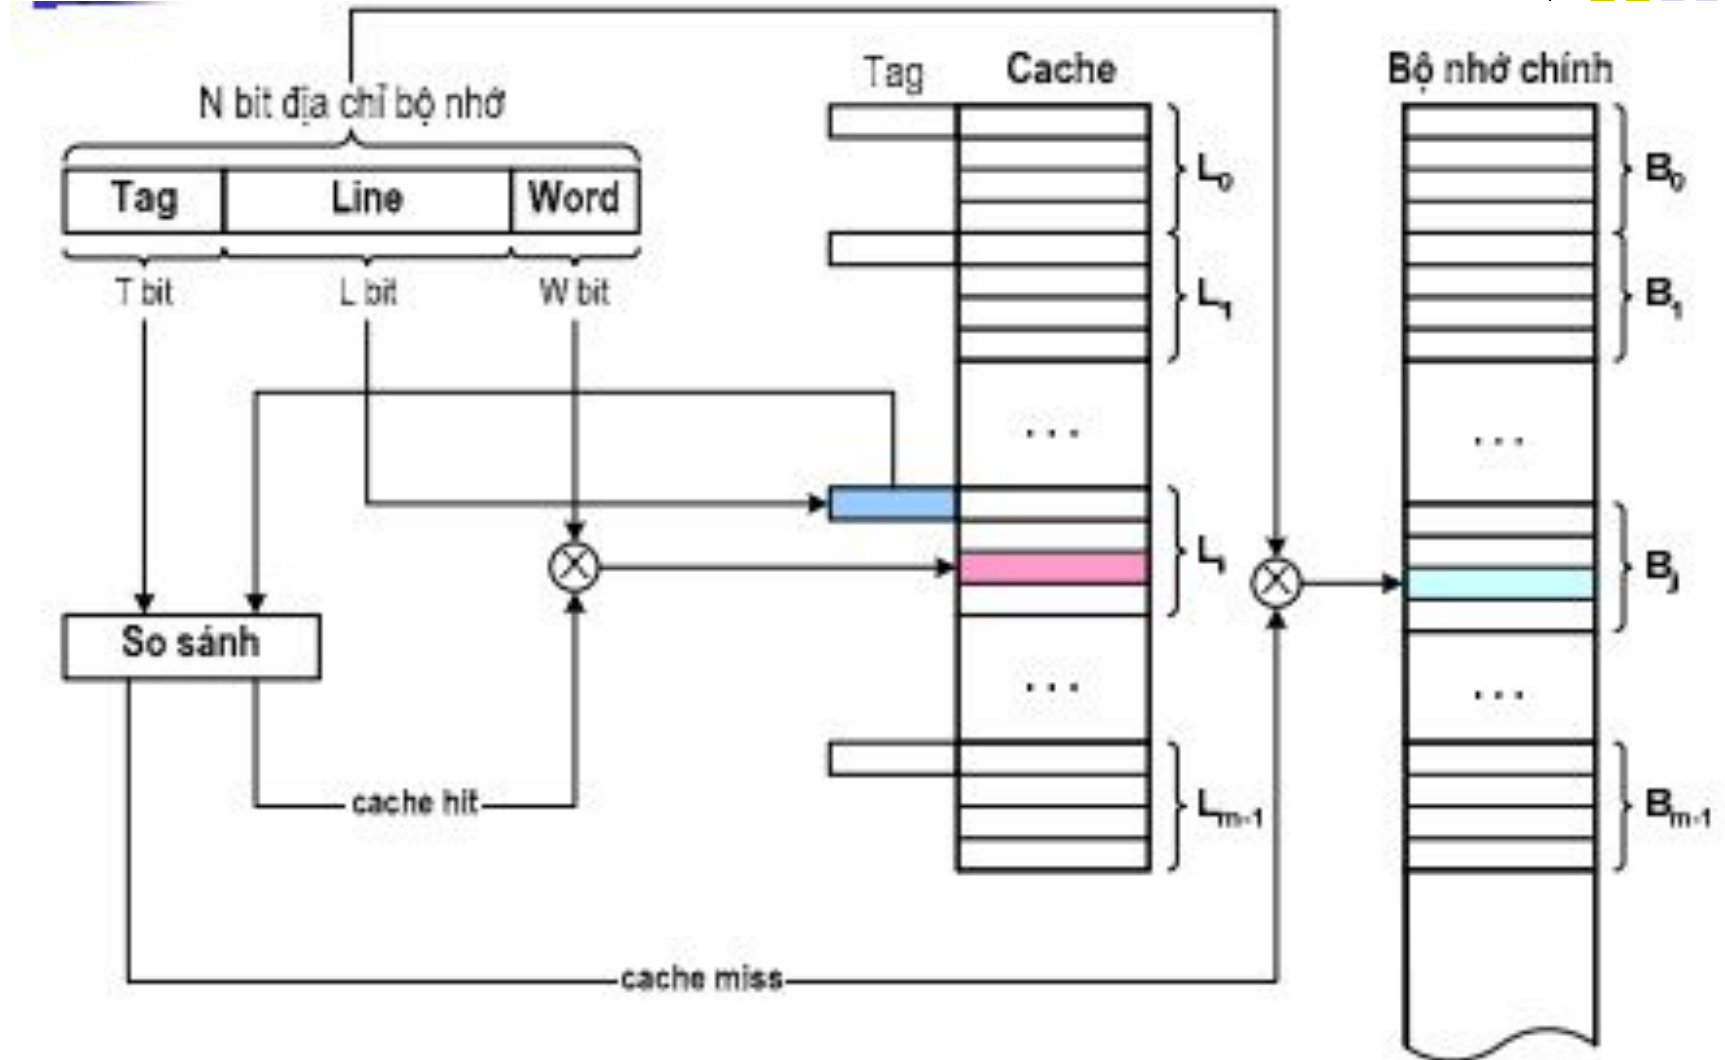 N bit địa chỉ bộ nhớ
Tag Line Word
T bit L bit W bit
So sánh
cache hit
cache miss
Tag Cache
L0
L1
. . .
Li
. . .
Lm-1
Bộ nhớ chính
B0
B1
. . .
Bj
. . .
Bm-1